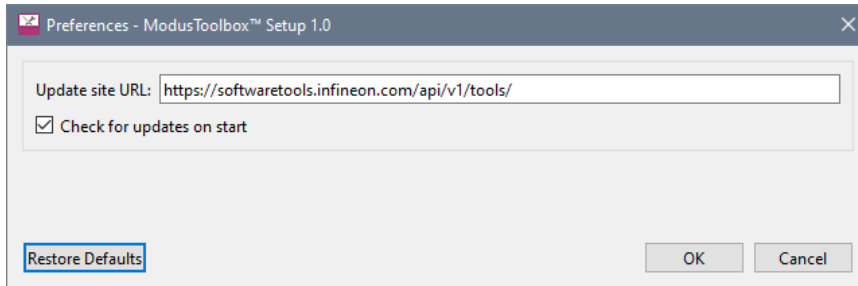 Preferences - ModusToolbox™ Setup 1.0
Update site URL: https://softwaretools.infineon.com/api/v1/tools/
Check for updates on start
Restore Defaults OK Cancel